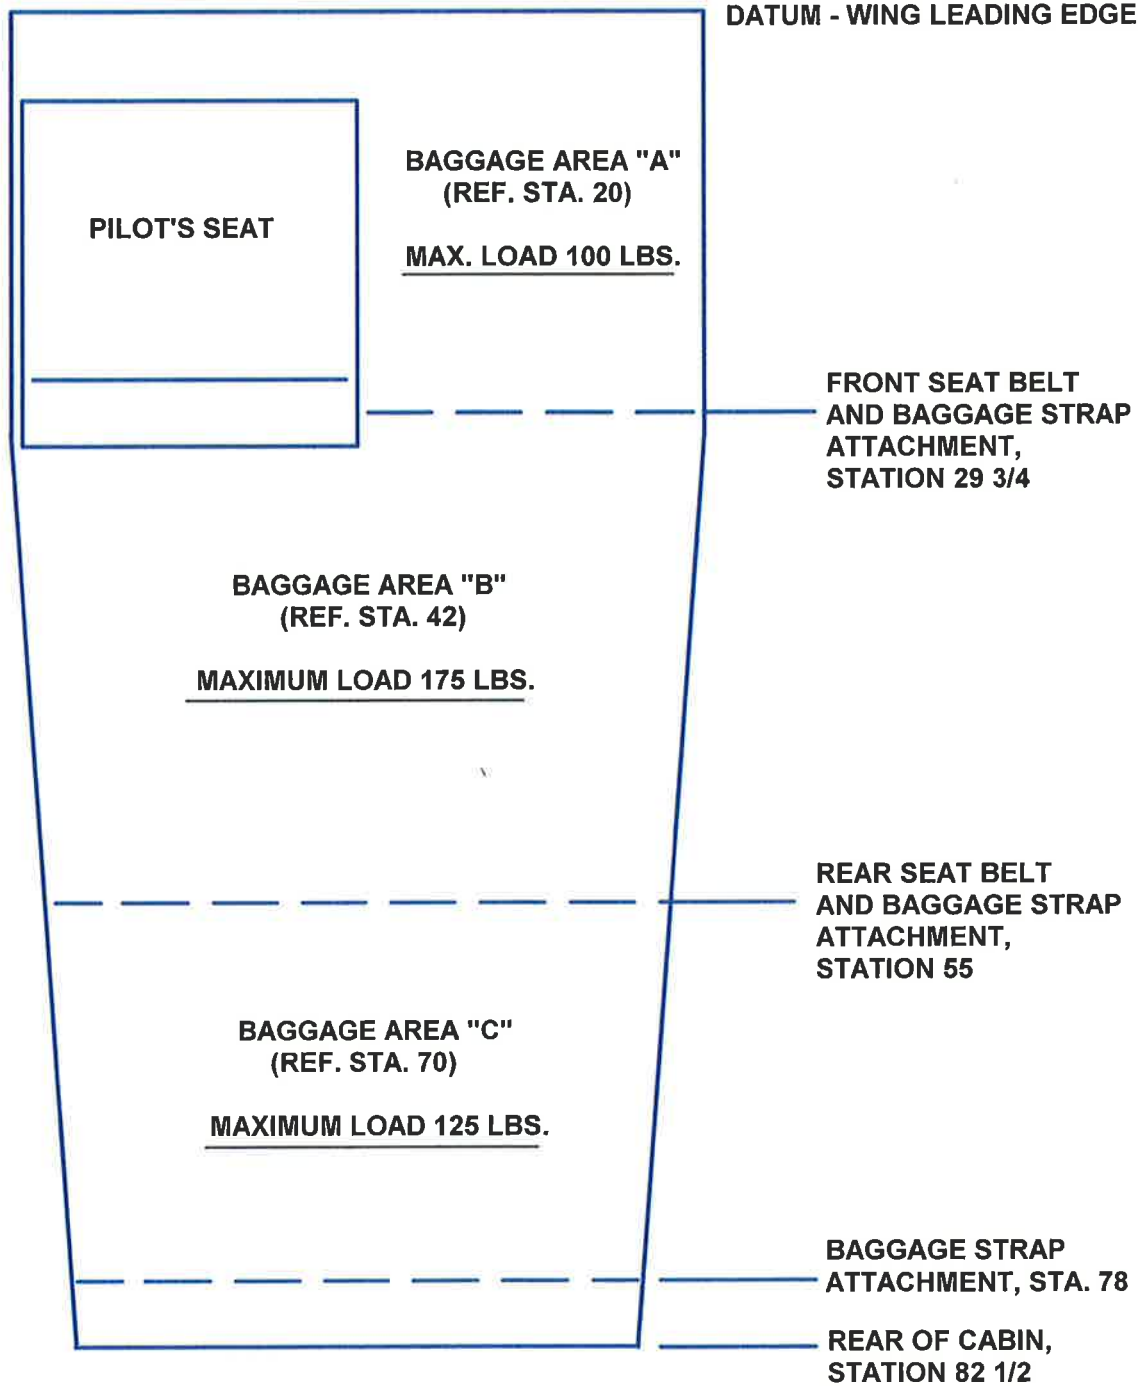 DATUM - WING LEADING EDGE
BAGGAGE AREA "A"
(REF. STA. 20)
PILOT'S SEAT
MAX. LOAD 100 LBS.
FRONT SEAT BELT
AND BAGGAGE STRAP
ATTACHMENT,
STATION 29 3/4
BAGGAGE AREA "B"
(REF. STA. 42)
MAXIMUM LOAD 175 LBS.
REAR SEAT BELT
AND BAGGAGE STRAP
ATTACHMENT,
STATION 55
BAGGAGE AREA "C"
(REF. STA. 70)
MAXIMUM LOAD 125 LBS.
BAGGAGE STRAP
ATTACHMENT, STA. 78
REAR OF CABIN,
STATION 82 1/2